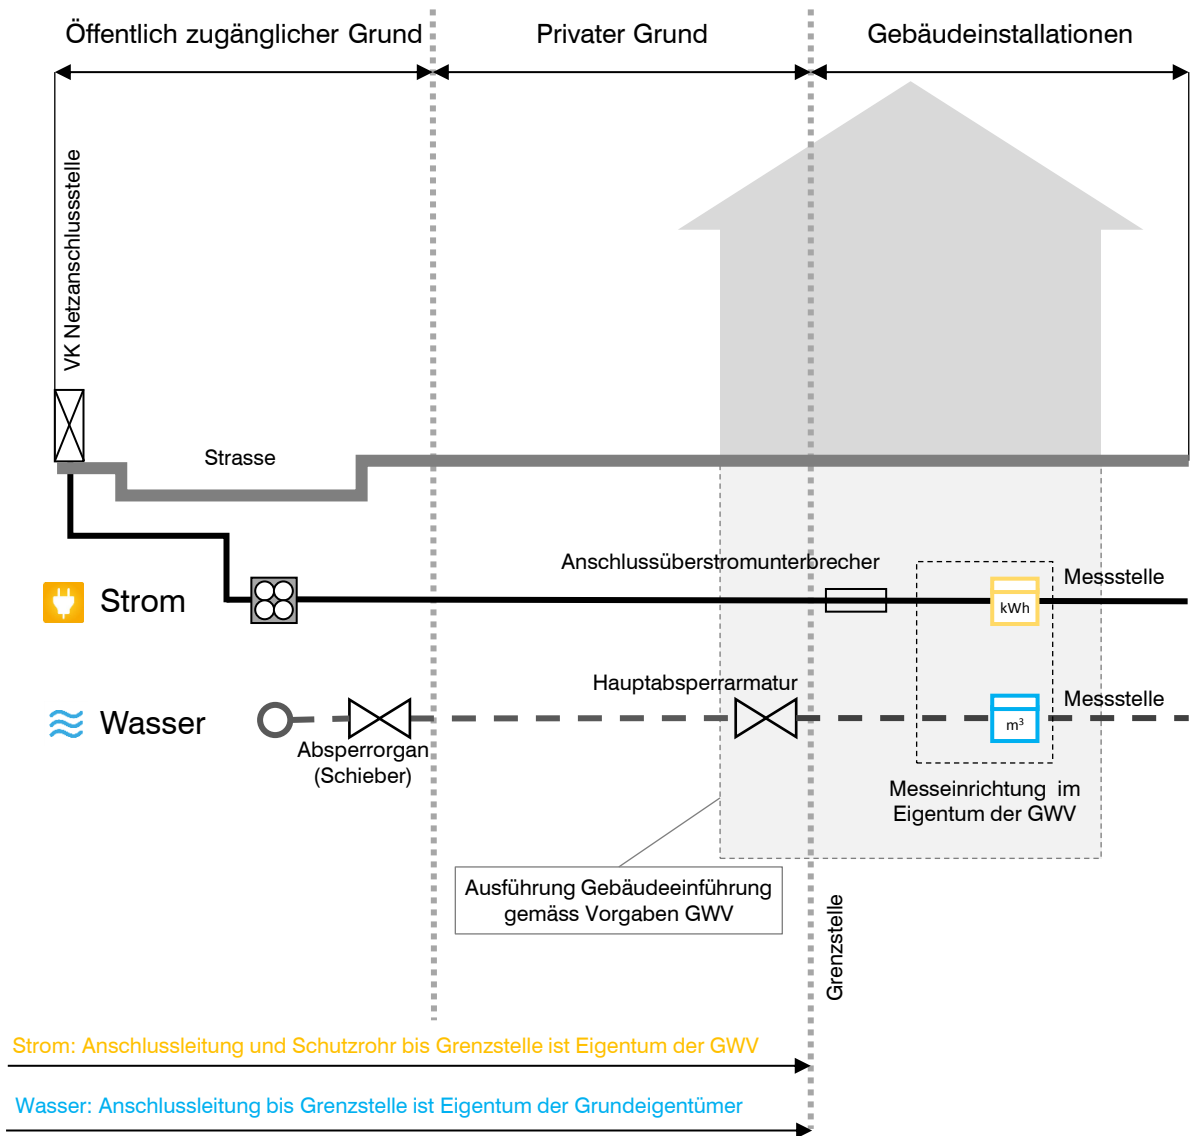 Öffentlich zugänglicher Grund
Privater Grund
Gebäudeinstallationen
VK Netzanschlussstelle
Strasse
Anschlussüberstromunterbrecher
Messstelle
Strom
kWh
Hauptabsperrarmatur
Messstelle
Wasser
m³
Absperrorgan
(Schieber)
Messeinrichtung im
Eigentum der GWV
Ausführung Gebäudeeinführung
gemäss Vorgaben GWV
Grenzstelle
Strom: Anschlussleitung und Schutzrohr bis Grenzstelle ist Eigentum der GWV
Wasser: Anschlussleitung bis Grenzstelle ist Eigentum der Grundeigentümer